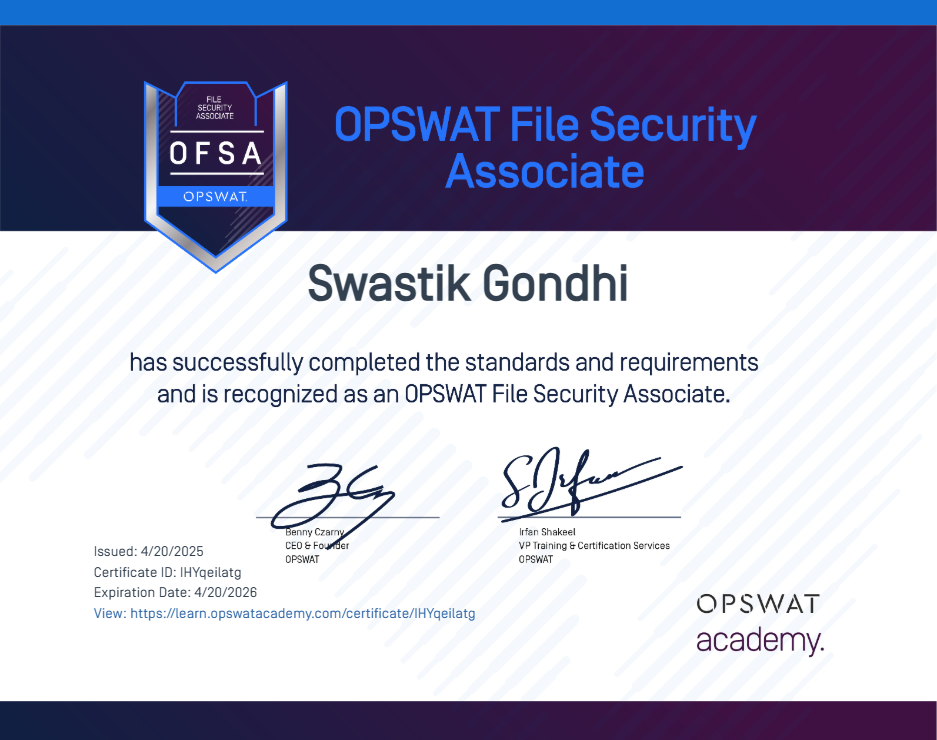 FILE
SECURITY
ASSOCIATE
OFSA
OPSWAT.
OPSWAT File Security
Associate
Swastik Gondhi
has successfully completed the standards and requirements
and is recognized as an OPSWAT File Security Associate.
Benny Czarny
CEO & Founder
OPSWAT
Irfan Shakeel
VP Training & Certification Services
OPSWAT
Issued: 4/20/2025
Certificate ID: IHYqeilatg
Expiration Date: 4/20/2026
View: https://learn.opswatacademy.com/certificate/IHYqeilatg
OPSWAT
academy.